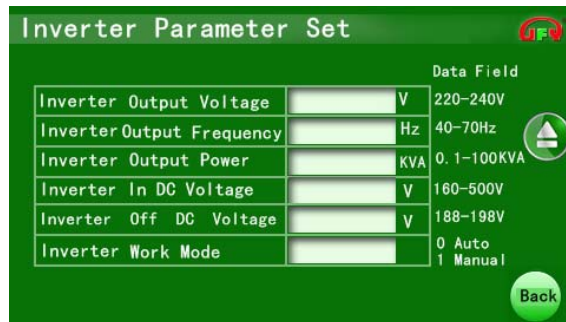 Inverter Parameter Set
Data Field
Inverter Output Voltage V 220-240V
Inverter Output Frequency Hz 40-70Hz
Inverter Output Power KVA 0.1-100KVA
Inverter In DC Voltage V 160-500V
Inverter Off DC Voltage V 188-198V
Inverter Work Mode 0 Auto
1 Manual
Back